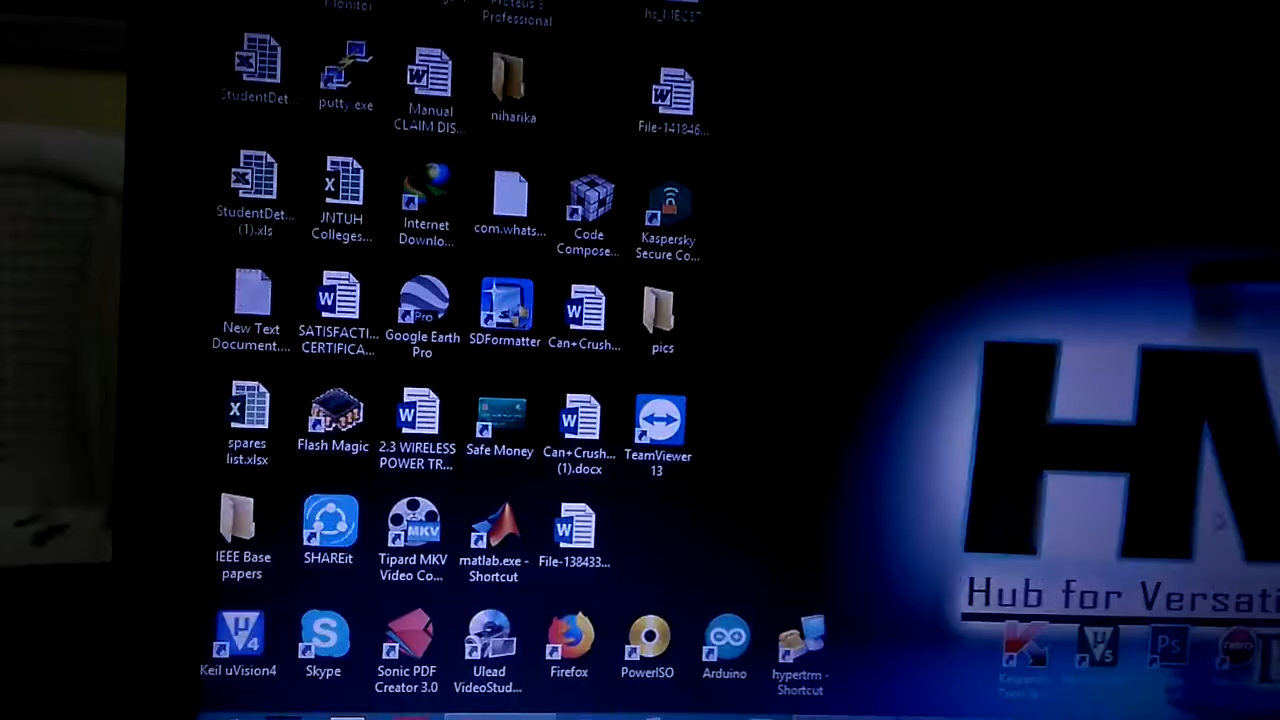 Monitor
Proteus 8
Professional
StudentDet...
putty.exe
Manual
CLAIM DIS...
niharika
File-141846...
StudentDet...
(1).xls
JNTUH
Colleges...
Internet
Downlo...
com.whats...
Code
Compose...
Kaspersky
Secure Co...
New Text
Document....
SATISFACTI...
CERTIFICA...
Google Earth
Pro
SDFormatter
Can+Crush...
pics
spares
list.xlsx
Flash Magic
2.3 WIRELESS
POWER TR...
Safe Money
Can+Crush...
(1).docx
TeamViewer
13
IEEE Base
papers
SHAREit
MKV
Tipard MKV
Video Co...
matlab.exe -
Shortcut
File-138433...
Keil uVision4
Skype
Sonic PDF
Creator 3.0
Ulead
VideoStud...
Firefox
PowerISO
Arduino
hypertrm -
Shortcut
Hub for Versati
Ps
nero